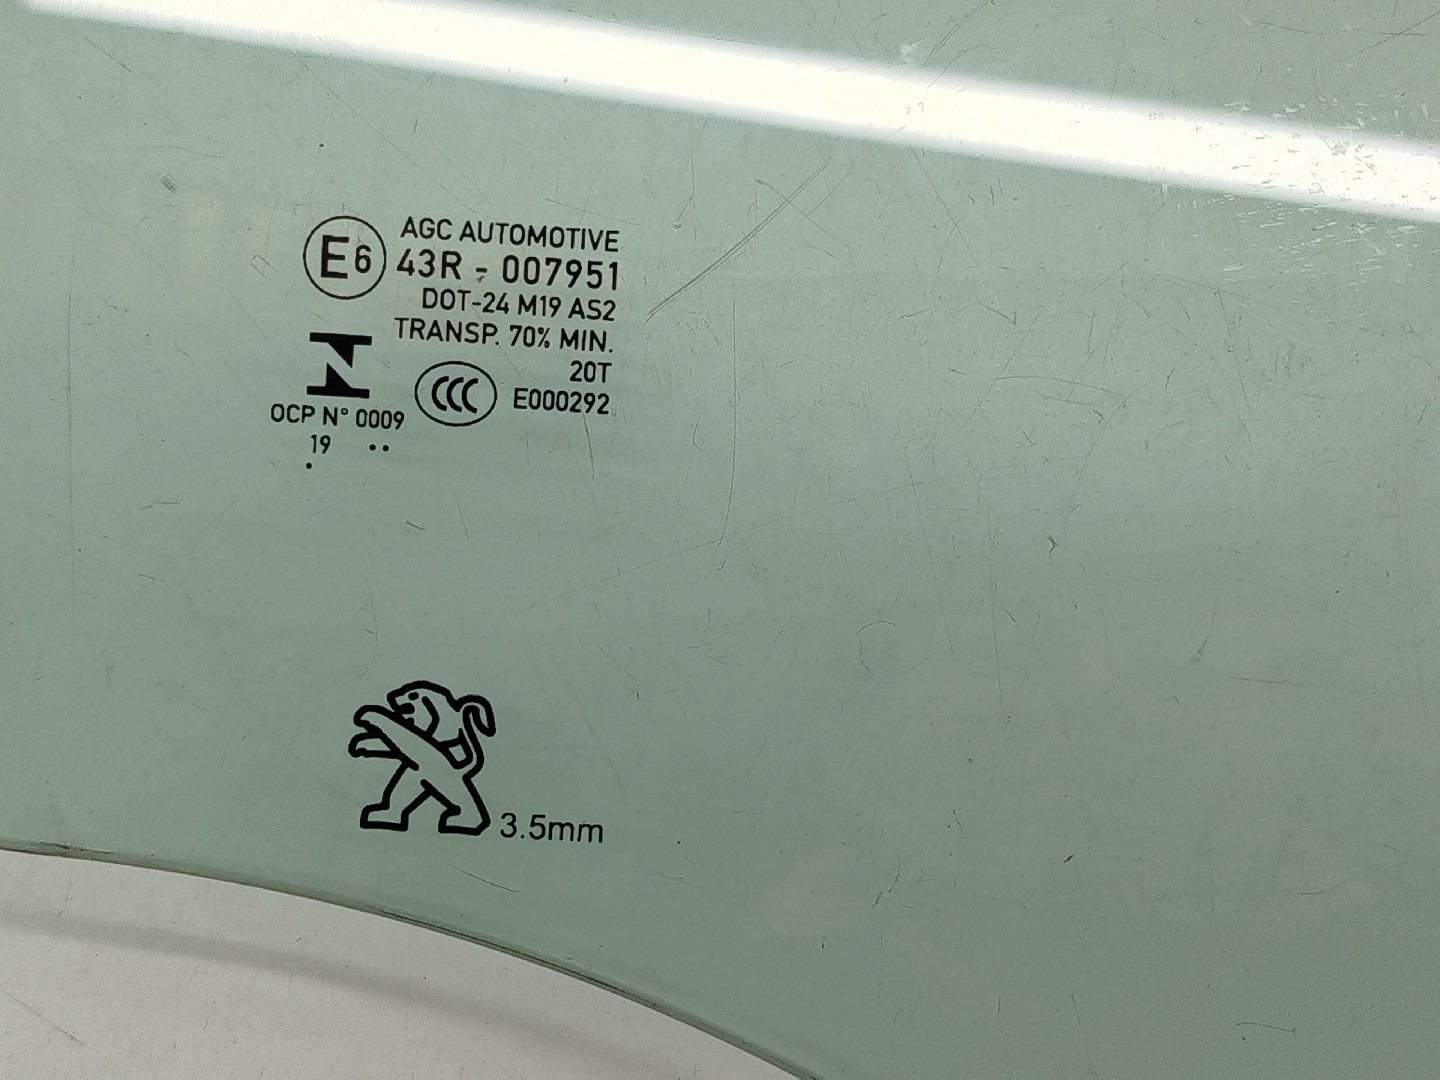 E6
AGC AUTOMOTIVE
43R - 007951
DOT-24 M19 AS2
TRANSP. 70% MIN.
20T
CCC E000292
OCP N° 0009
19 ..
.
3.5mm